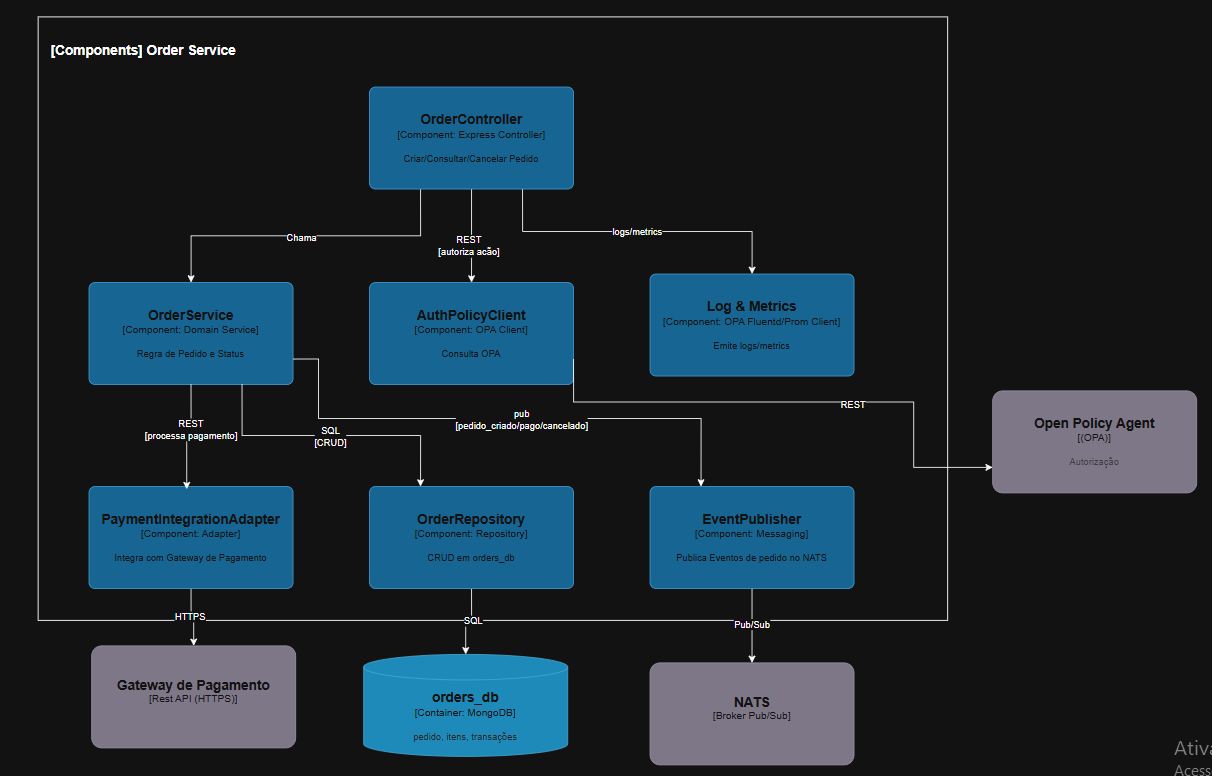 [Components] Order Service
OrderController
[Component: Express Controller]
Criar/Consultar/Cancelar Pedido
Chama
REST
[autoriza acão]
logs/metrics
OrderService
[Component: Domain Service]
Regra de Pedido e Status
AuthPolicyClient
[Component: OPA Client]
Consulta OPA
Log & Metrics
[Component: OPA Fluentd/Prom Client]
Emite logs/metrics
REST
[processa pagamento]
SQL
[CRUD]
pub
[pedido_criado/pago/cancelado]
REST
Open Policy Agent
[(OPA)]
Autorização
PaymentIntegrationAdapter
[Component: Adapter]
Integra com Gateway de Pagamento
OrderRepository
[Component: Repository]
CRUD em orders_db
EventPublisher
[Component: Messaging]
Publica Eventos de pedido no NATS
HTTPS
SQL
Pub/Sub
Gateway de Pagamento
[Rest API (HTTPS)]
orders_db
[Container: MongoDB]
pedido, itens, transações
NATS
[Broker Pub/Sub]
Ativa
Acess